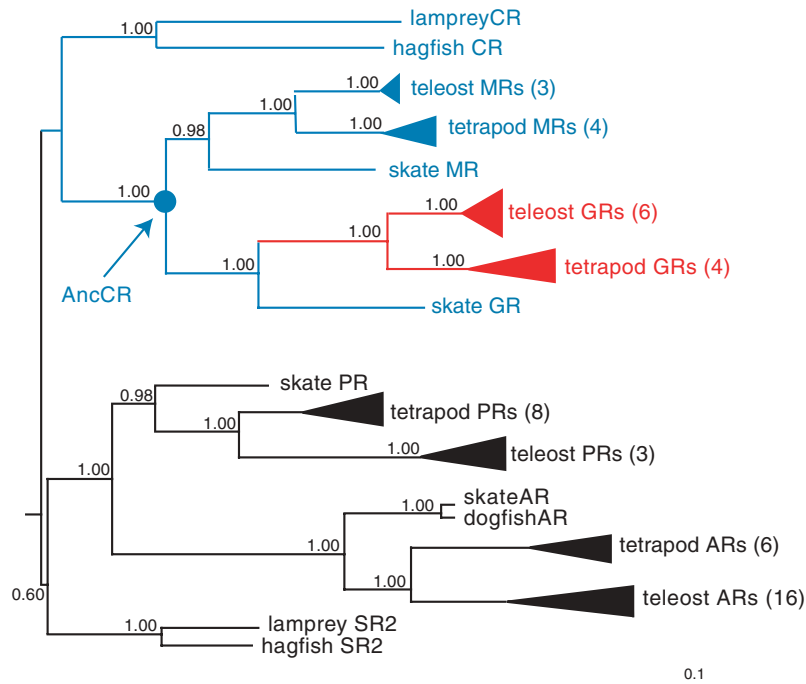 1.00
lampreyCR
hagfish CR
1.00
teleost MRs (3)
1.00
1.00
tetrapod MRs (4)
0.98
skate MR
1.00
1.00
teleost GRs (6)
1.00
1.00
tetrapod GRs (4)
1.00
AncCR
skate GR
skate PR
0.98
tetrapod PRs (8)
1.00
1.00
teleost PRs (3)
1.00
skateAR
1.00
dogfishAR
tetrapod ARs (6)
1.00
1.00
teleost ARs (16)
0.60
lamprey SR2
1.00
hagfish SR2
0.1